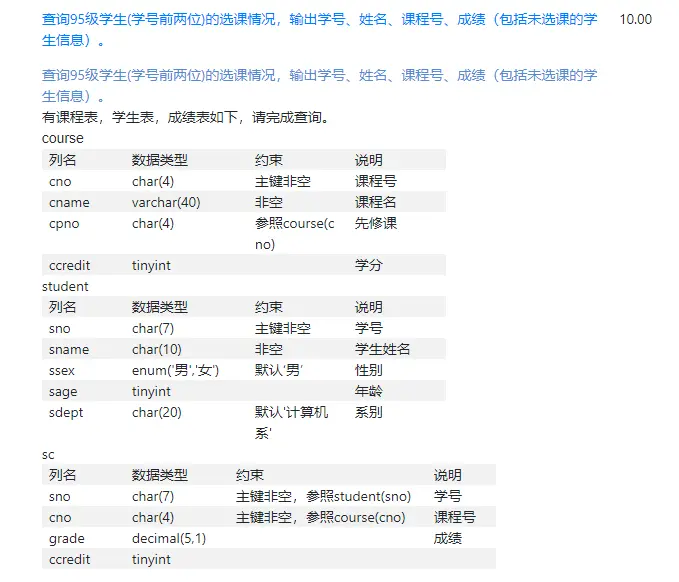 查询95级学生(学号前两位)的选课情况，输出学号、姓名、课程号、成绩（包括未选课的学 10.00
生信息）。
查询95级学生(学号前两位)的选课情况，输出学号、姓名、课程号、成绩（包括未选课的学
生信息）。
有课程表，学生表，成绩表如下，请完成查询。
course
列名 数据类型 约束 说明
cno char(4) 主键非空 课程号
cname varchar(40) 非空 课程名
cpno char(4) 参照course(c 先修课
no)
ccredit tinyint 学分
student
列名 数据类型 约束 说明
sno char(7) 主键非空 学号
sname char(10) 非空 学生姓名
ssex enum('男','女') 默认'男' 性别
sage tinyint 年龄
sdept char(20) 默认'计算机 系别
系'
sc
列名 数据类型 约束 说明
sno char(7) 主键非空，参照student(sno) 学号
cno char(4) 主键非空，参照course(cno) 课程号
grade decimal(5,1) 成绩
ccredit tinyint